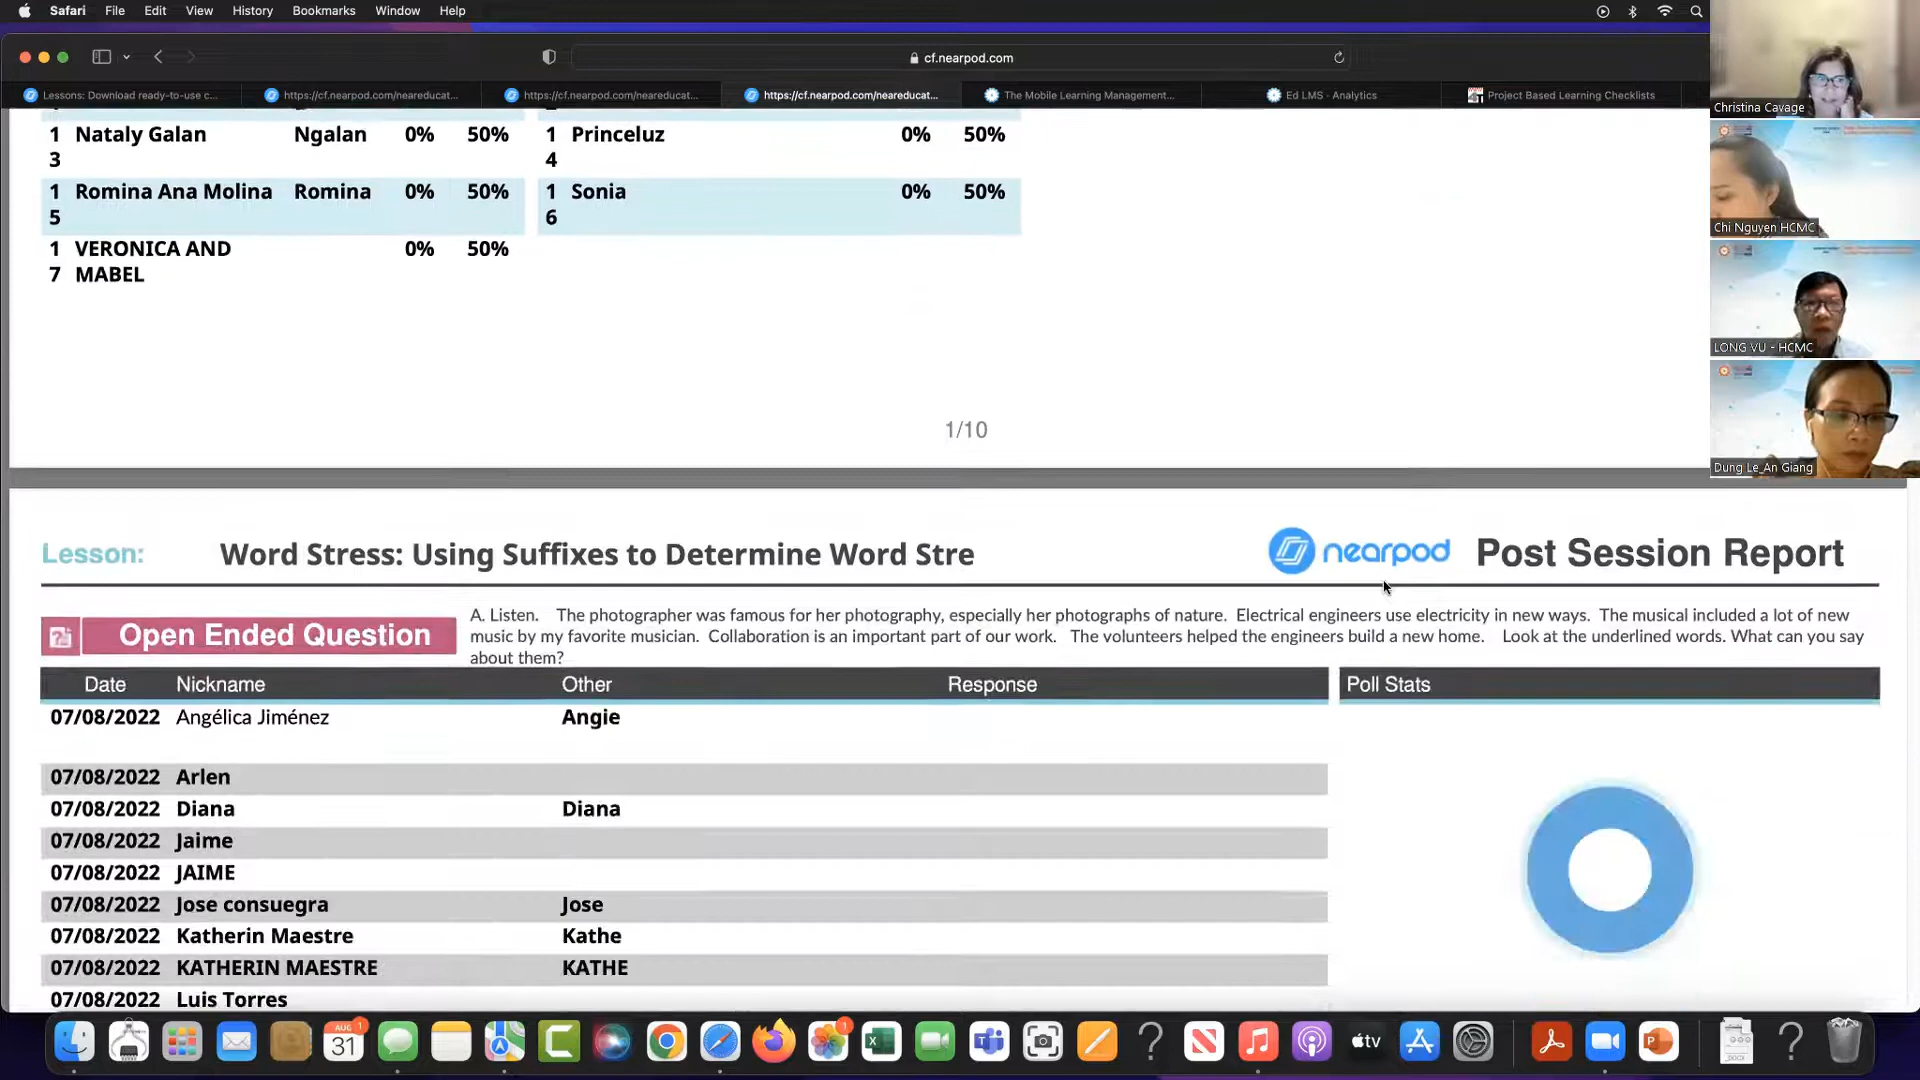 Safari File Edit View History Bookmarks Window Help
cf.nearpod.com
Lessons: Download ready-to-use c...
https://cf.nearpod.com/neareducat...
https://cf.nearpod.com/neareducat...
https://cf.nearpod.com/neareducat...
The Mobile Learning Management...
Ed LMS - Analytics
Project Based Learning Checklists
13 Nataly Galan Ngalan 0% 50%
14 Princeluz 0% 50%
15 Romina Ana Molina Romina 0% 50%
16 Sonia 0% 50%
17 VERONICA AND 0% 50%
MABEL
1/10
Lesson: Word Stress: Using Suffixes to Determine Word Stre
nearpod Post Session Report
Open Ended Question
A. Listen. The photographer was famous for her photography, especially her photographs of nature. Electrical engineers use electricity in new ways. The musical included a lot of new
music by my favorite musician. Collaboration is an important part of our work. The volunteers helped the engineers build a new home. Look at the underlined words. What can you say
about them?
Date Nickname Other Response Poll Stats
07/08/2022 Angélica Jiménez Angie
07/08/2022 Arlen
07/08/2022 Diana Diana
07/08/2022 Jaime
07/08/2022 JAIME
07/08/2022 Jose consuegra Jose
07/08/2022 Katherin Maestre Kathe
07/08/2022 KATHERIN MAESTRE KATHE
07/08/2022 Luis Torres
Christina Cavage
Chi Nguyen HCMC
LONG VU - HCMC
Dung Le_An Giang
AUG 1
31
1
tv
DOCX